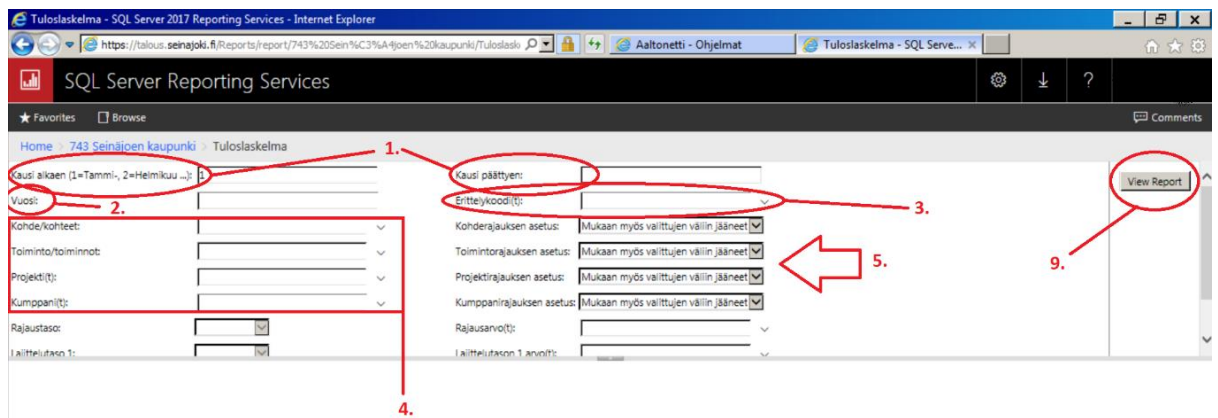 Tuloslaskelma - SQL Server 2017 Reporting Services - Internet Explorer
https://talous.seinajoki.fi/Reports/report/743%20Sein%C3%A4joen%20kaupunki/Tuloslask Aaltonetti - Ohjelmat Tuloslaskelma - SQL Serve...
SQL Server Reporting Services
Favorites Browse Comments
Home > 743 Seinäjoen kaupunki > Tuloslaskelma
1.
Kausi alkaen (1=Tammi-, 2=Helmikuu ...): 1 Kausi päättyen: View Report
Vuosi: 2. Erittelykoodi(t): 3.
Kohde/kohteet: Kohderajauksen asetus: Mukaan myös valittujen väliin jääneet
Toiminto/toiminnot: Toimintorajauksen asetus: Mukaan myös valittujen väliin jääneet
5. 9.
Projekti(t): Projektirajauksen asetus: Mukaan myös valittujen väliin jääneet
Kumppani(t): Kumppanirajauksen asetus: Mukaan myös valittujen väliin jääneet
Rajaustaso: Rajausarvo(t):
Lajittelutaso 1: Lajittelutason 1 arvo(t):
4.